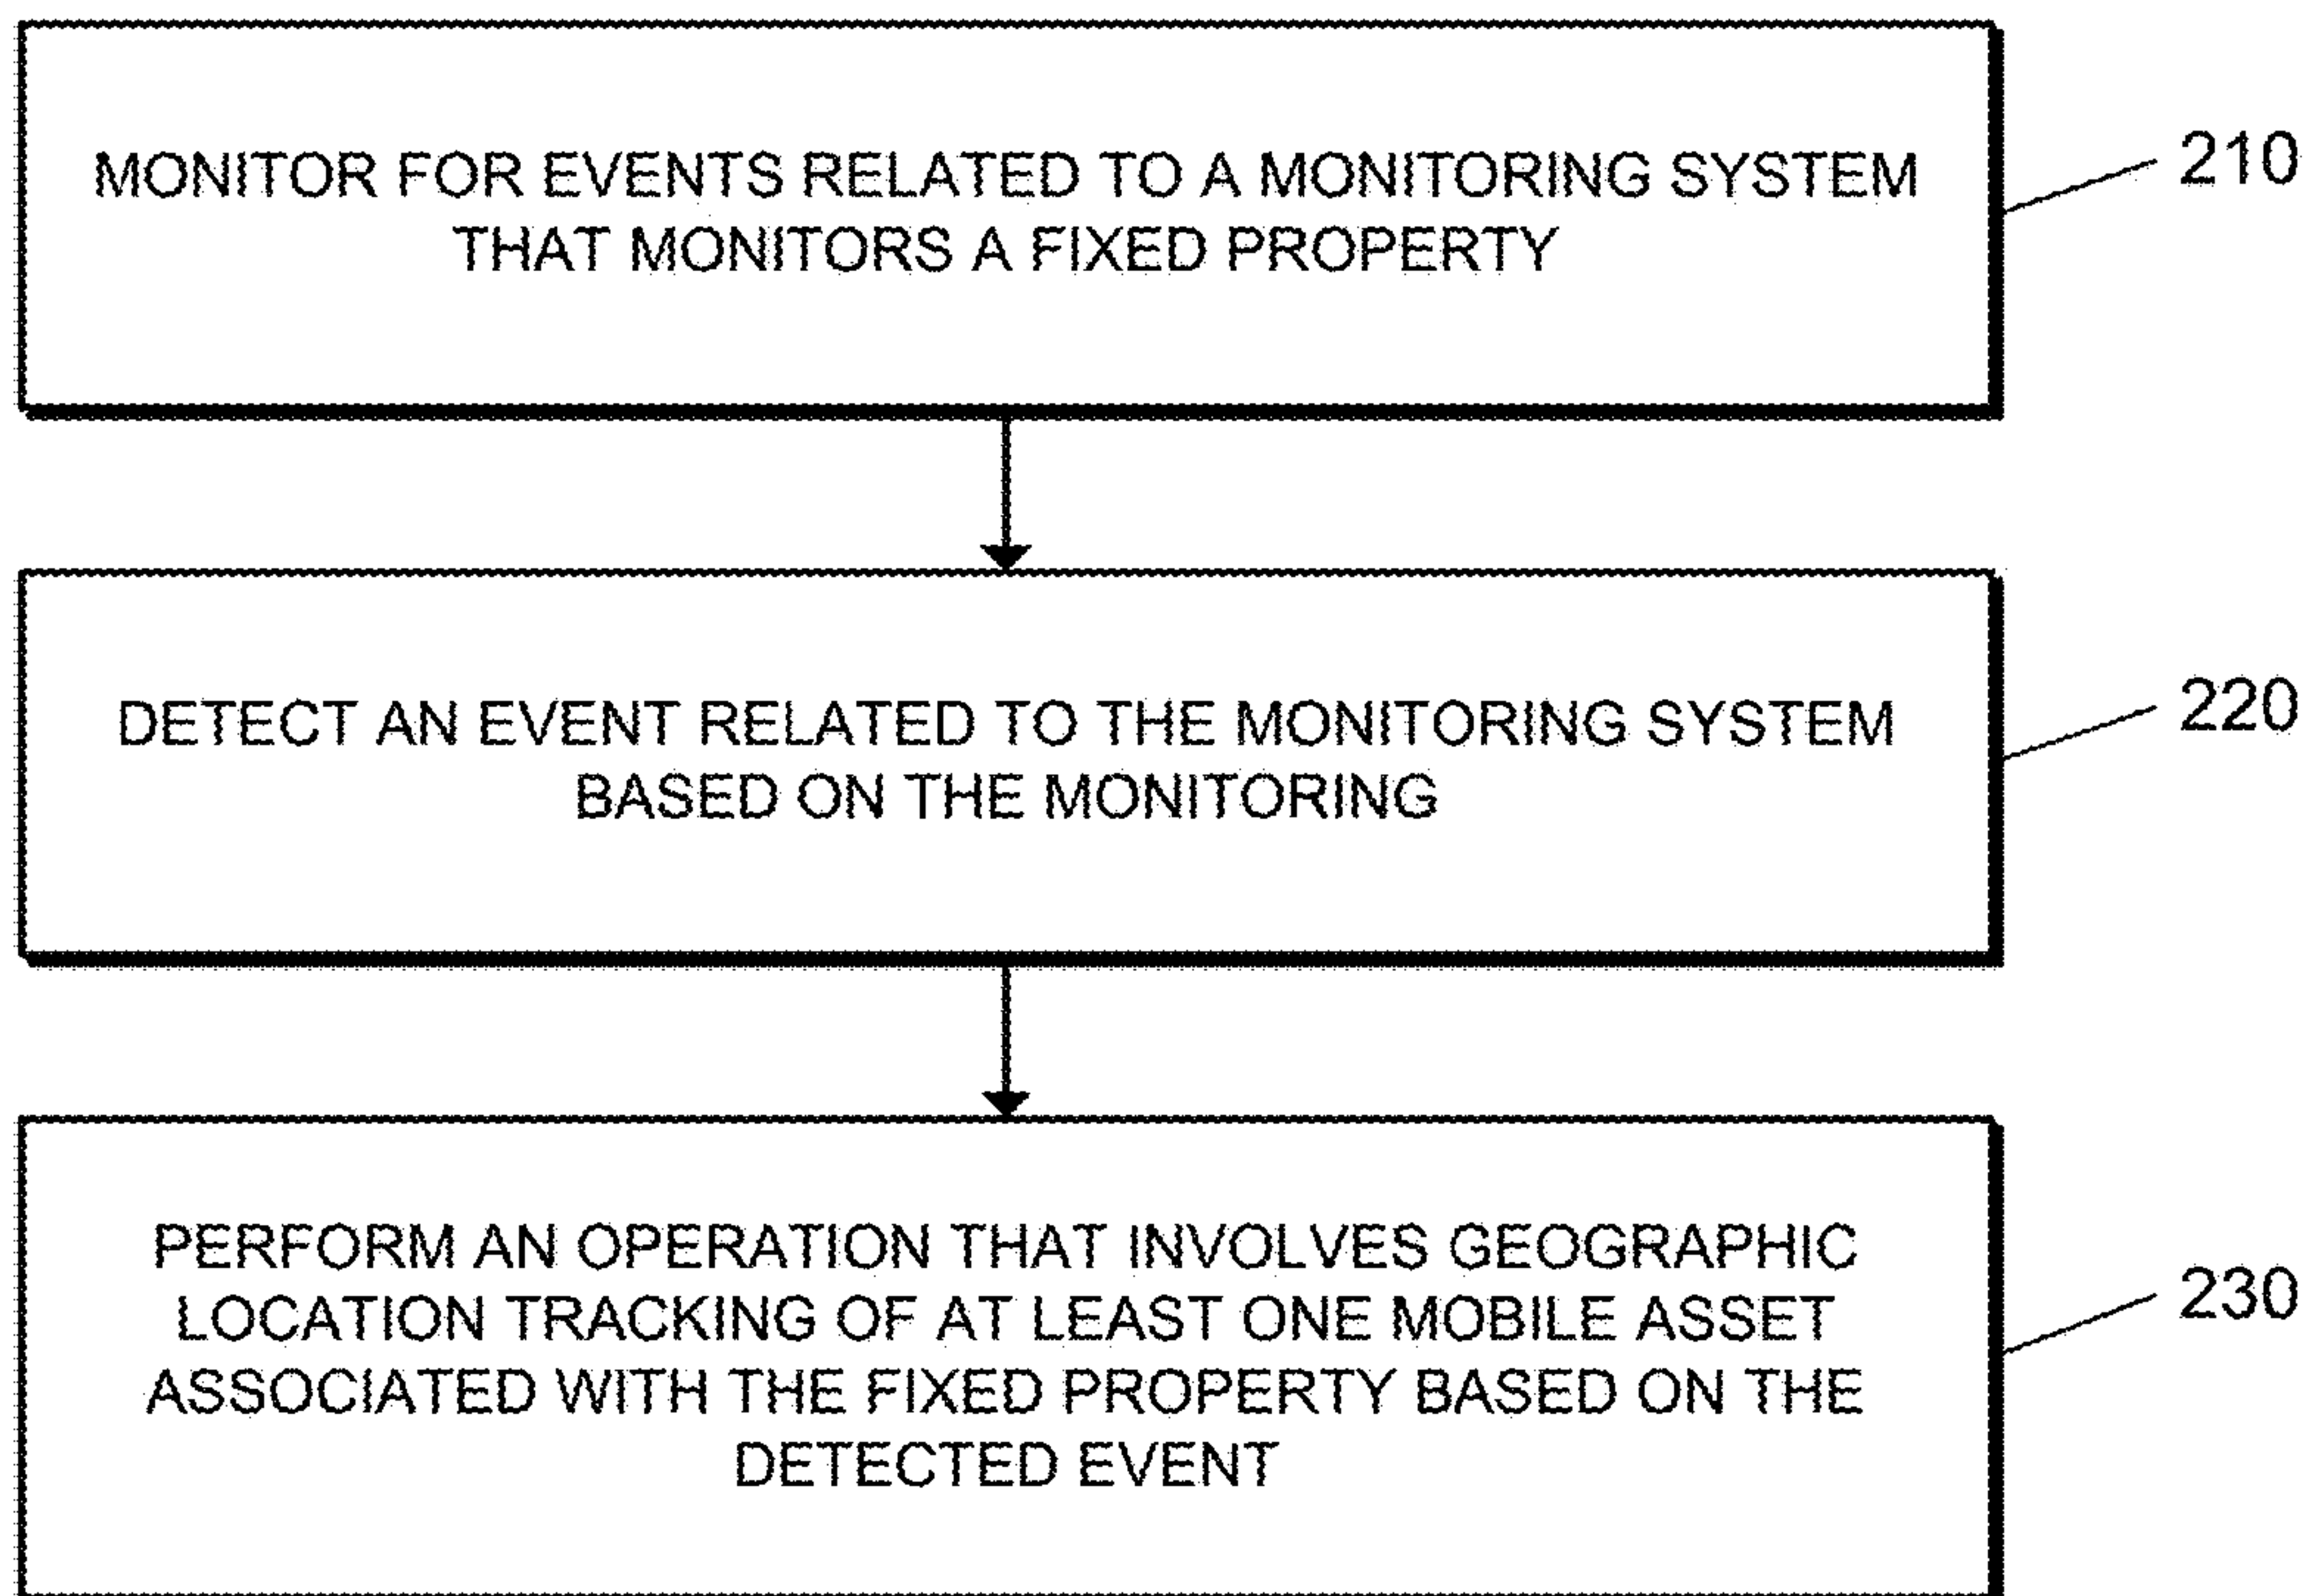 MONITOR FOR EVENTS RELATED TO A MONITORING SYSTEM
THAT MONITORS A FIXED PROPERTY
210
DETECT AN EVENT RELATED TO THE MONITORING SYSTEM
BASED ON THE MONITORING
220
PERFORM AN OPERATION THAT INVOLVES GEOGRAPHIC
LOCATION TRACKING OF AT LEAST ONE MOBILE ASSET
ASSOCIATED WITH THE FIXED PROPERTY BASED ON THE
DETECTED EVENT
230